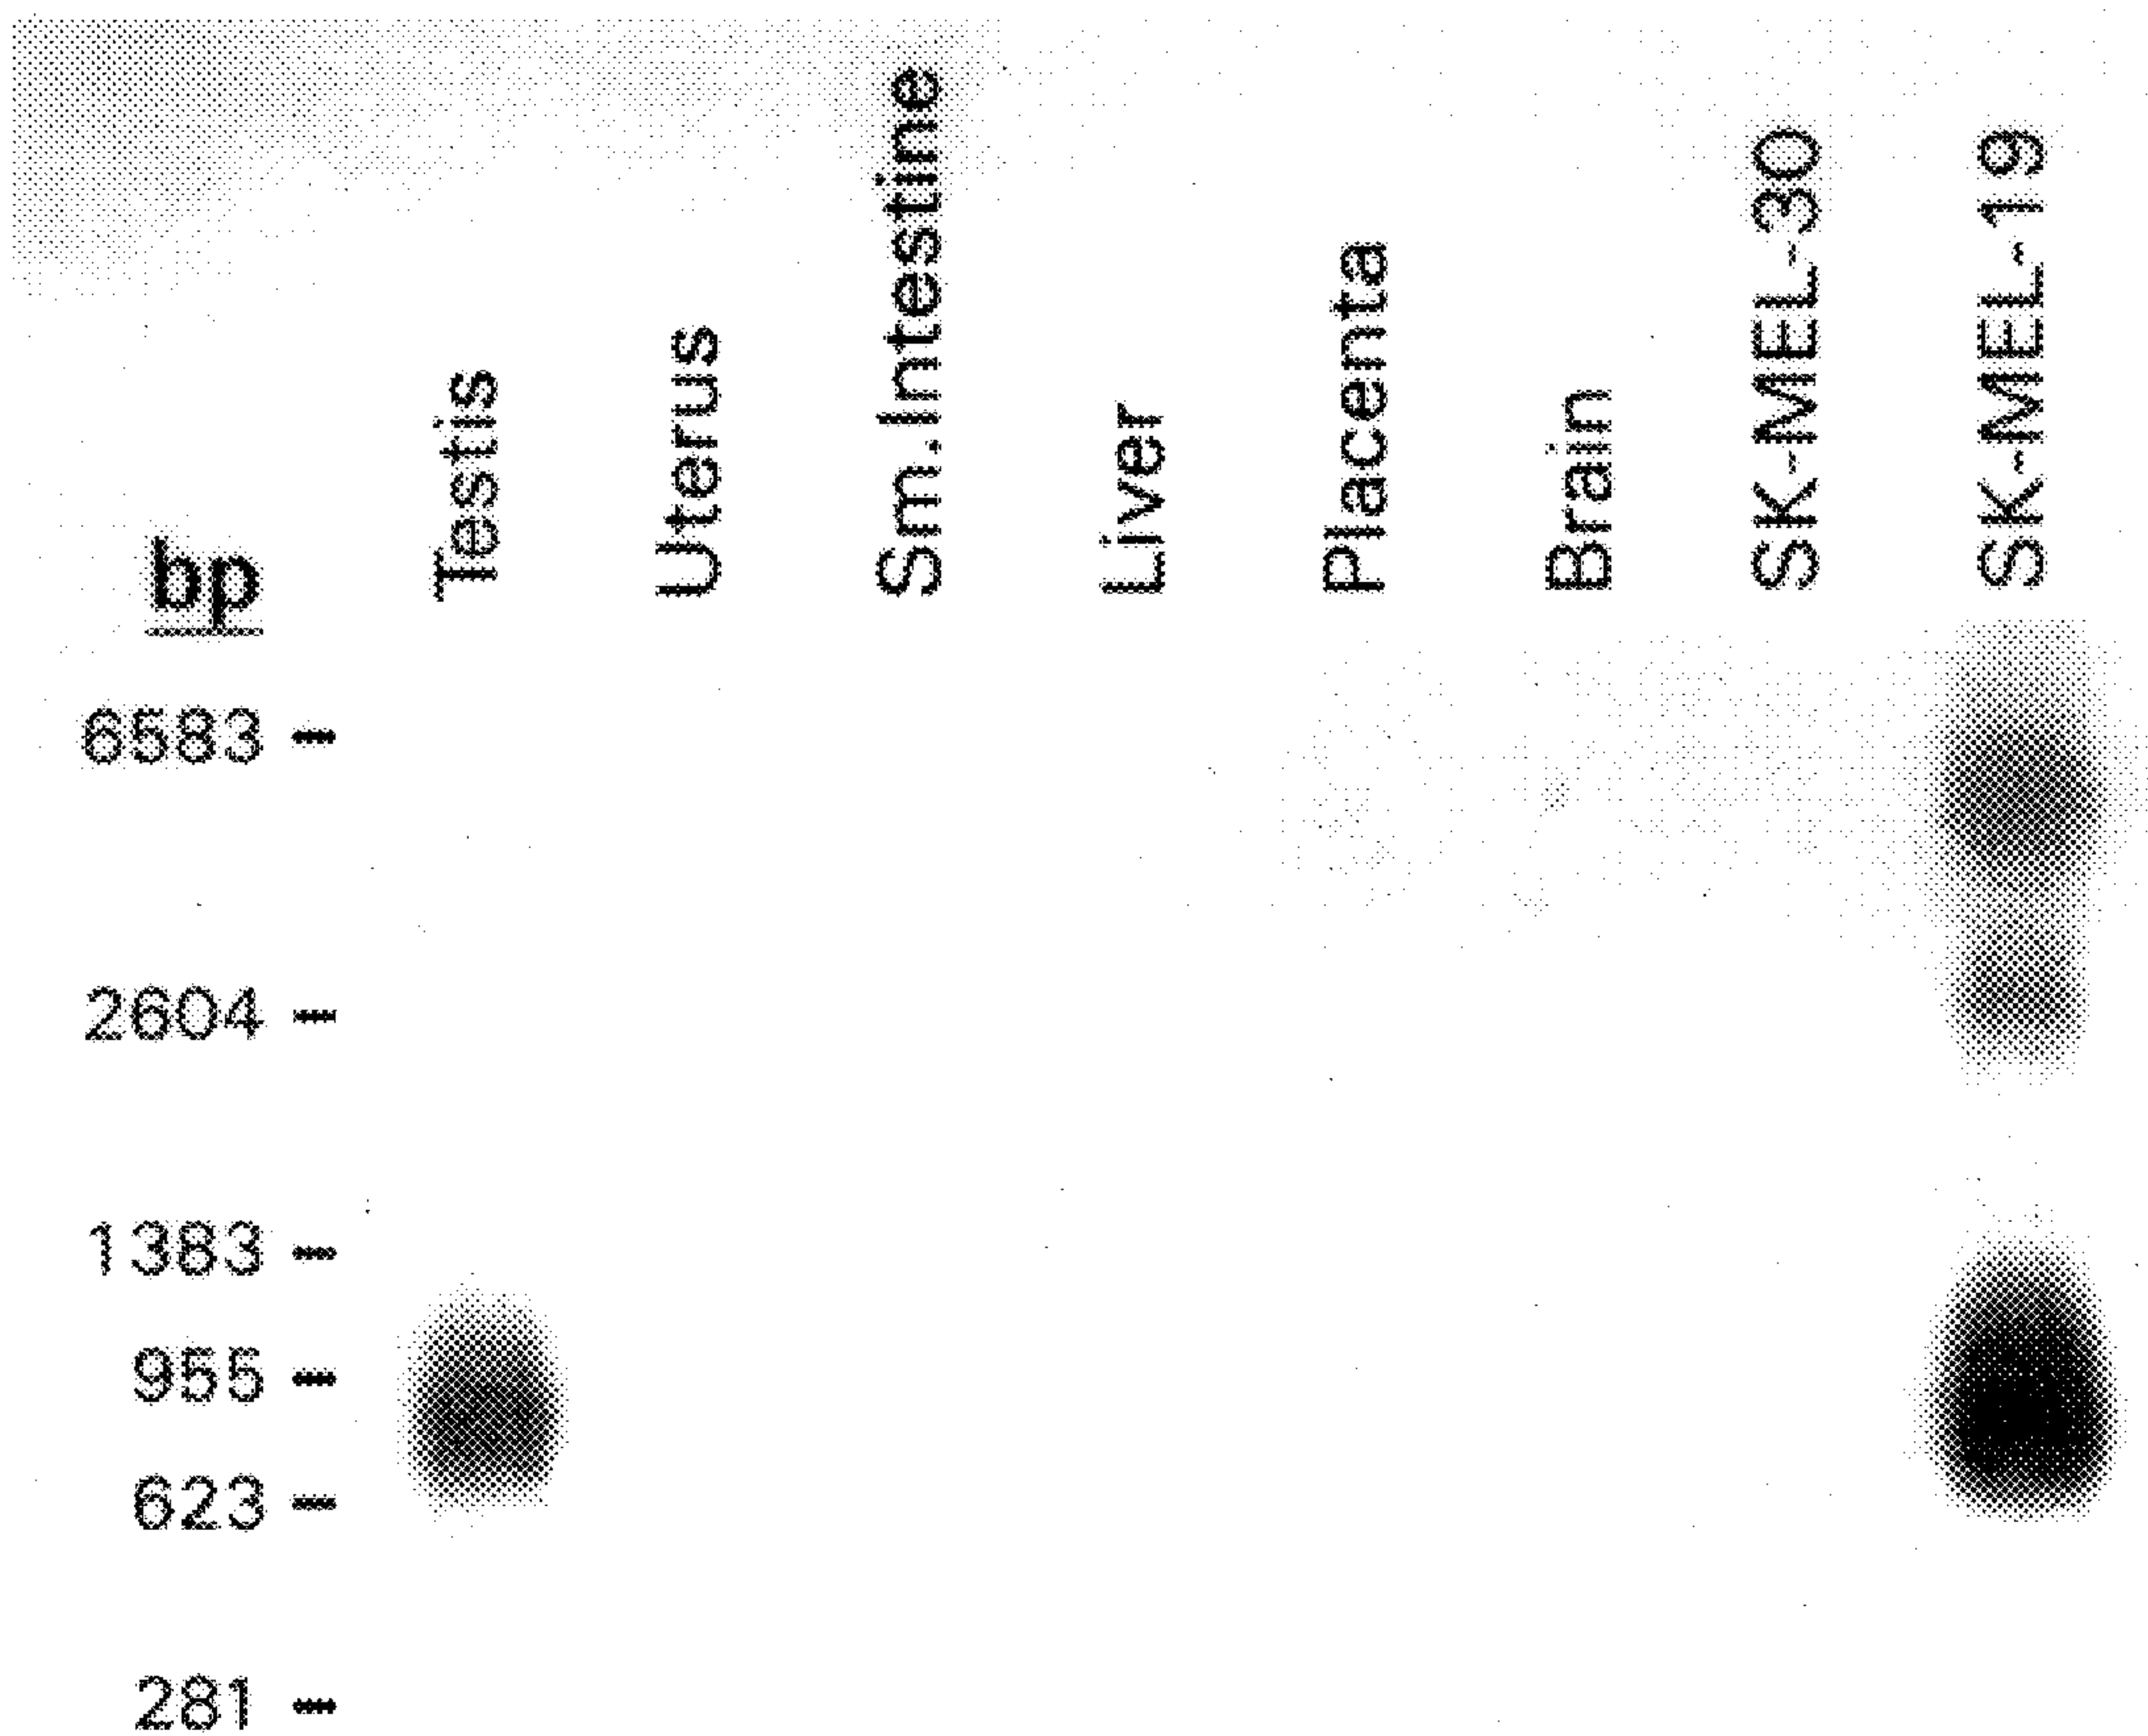 bp
Testis
Uterus
Sm.Intestine
Liver
Placenta
Brain
SK-MEL-30
SK-MEL-19
6583
2604
1383
955
623
281